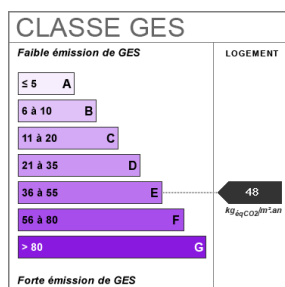 CLASSE GES
Faible émission de GES
LOGEMENT
≤ 5 A
6 à 10 B
11 à 20 C
21 à 35 D
36 à 55 E
48
kgéqCO2/m².an
56 à 80 F
> 80 G
Forte émission de GES